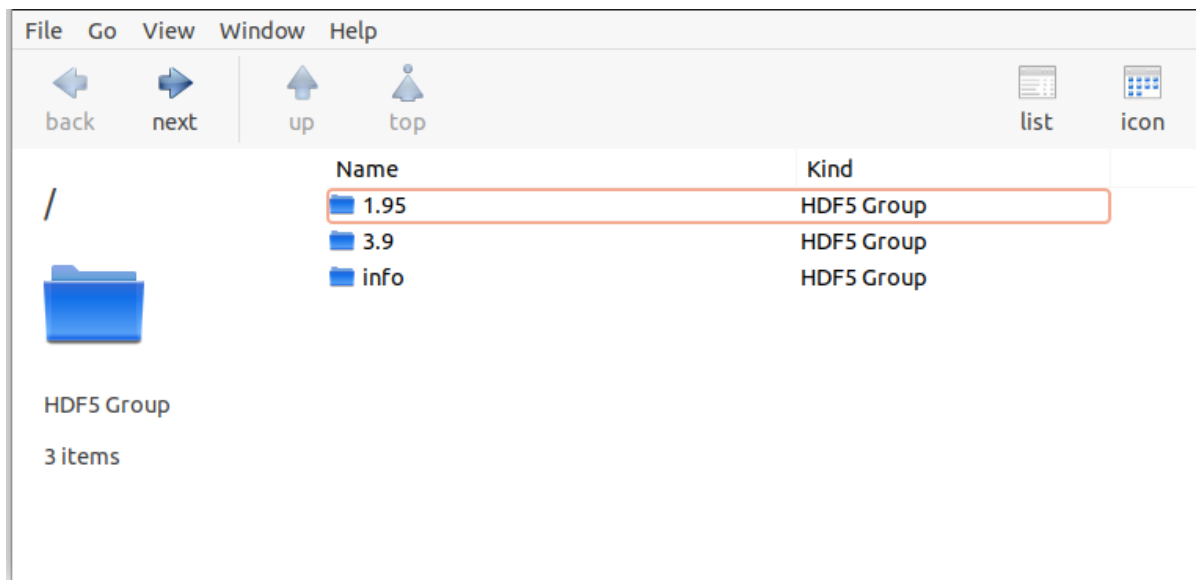 File Go View Window Help
back next up top list icon
/
Name Kind
1.95 HDF5 Group
3.9 HDF5 Group
info HDF5 Group
HDF5 Group
3 items